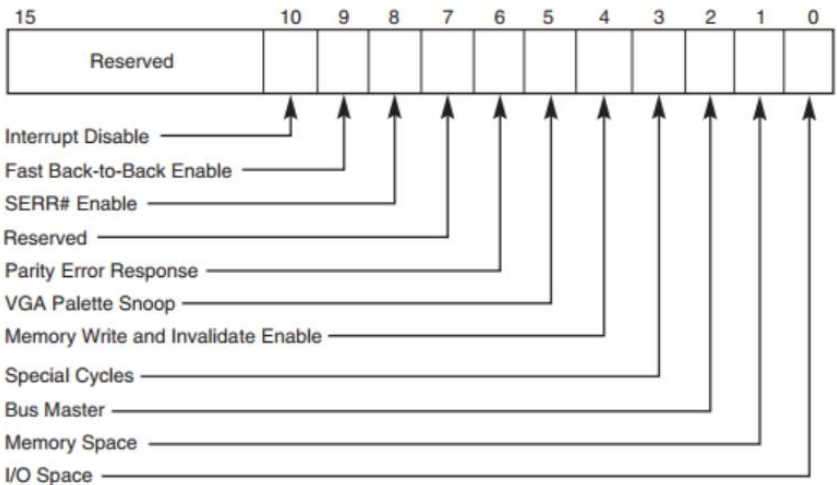 15 10 9 8 7 6 5 4 3 2 1 0
Reserved
Interrupt Disable
Fast Back-to-Back Enable
SERR# Enable
Reserved
Parity Error Response
VGA Palette Snoop
Memory Write and Invalidate Enable
Special Cycles
Bus Master
Memory Space
I/O Space